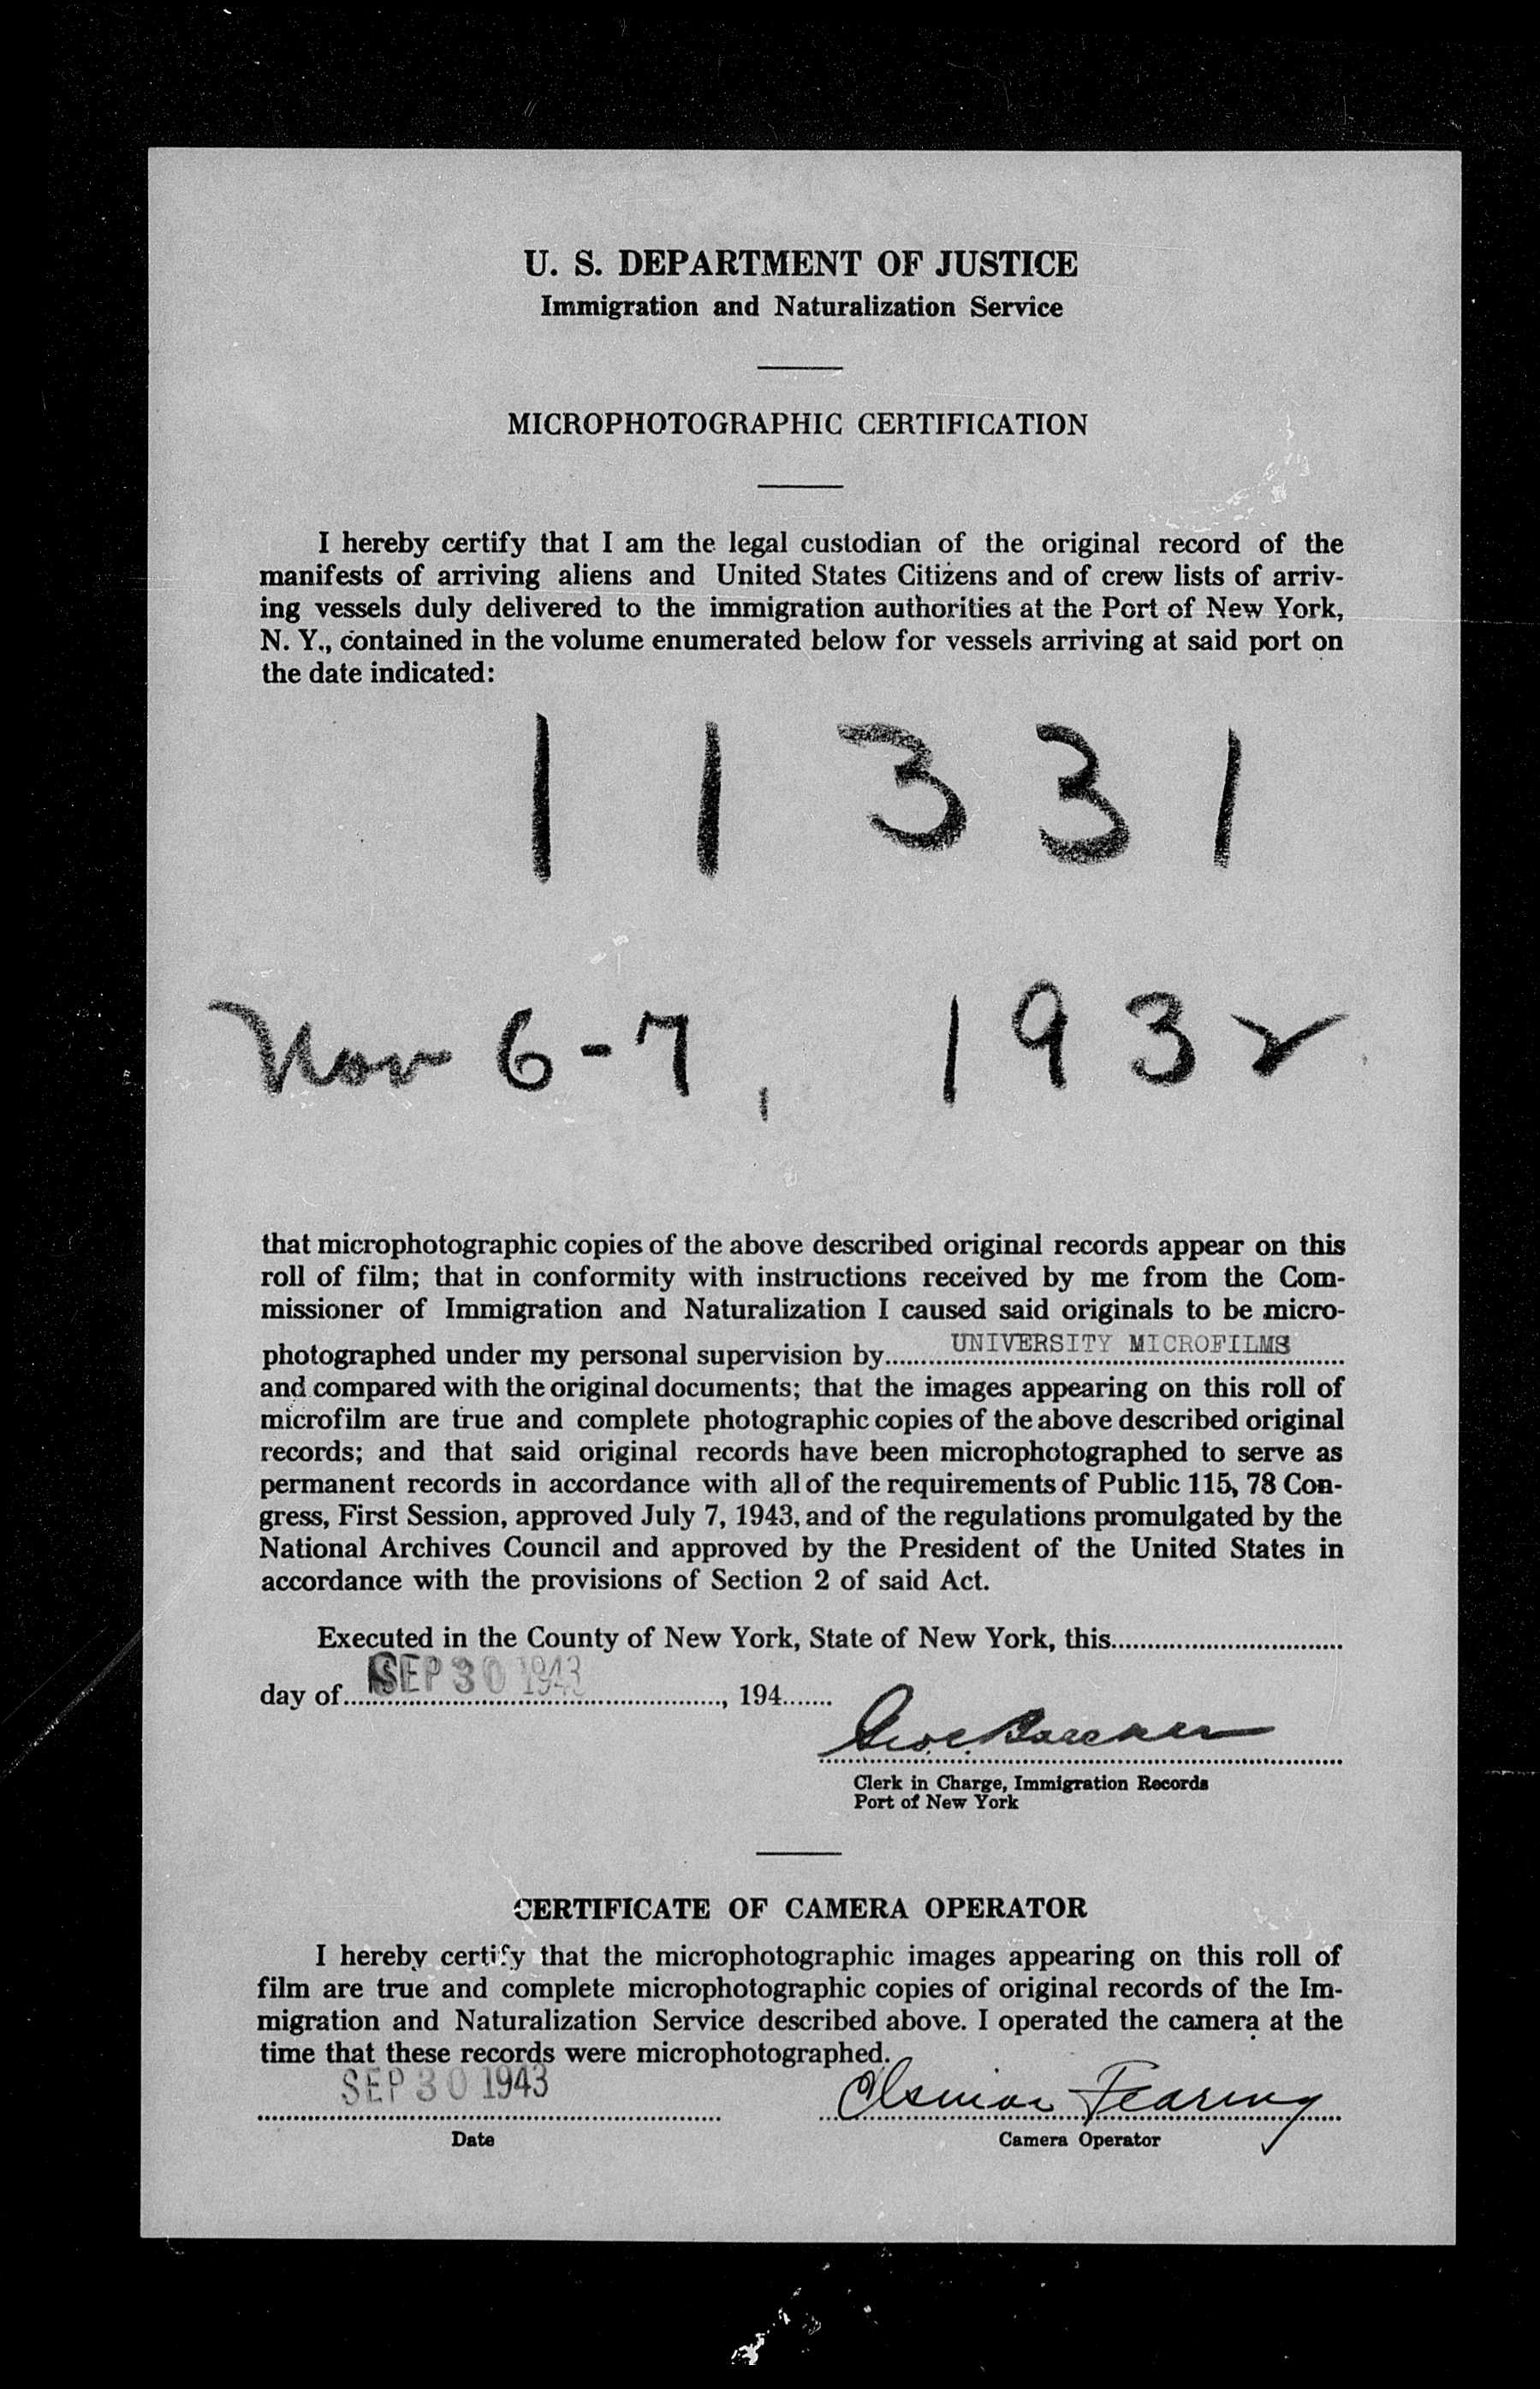 U. S. DEPARTMENT OF JUSTICE
Immigration and Naturalization Service
MICROPHOTOGRAPHIC CERTIFICATION
I hereby certify that I am the legal custodian of the original record of the
manifests of arriving aliens and United States Citizens and of crew lists of arriv-
ing vessels duly delivered to the immigration authorities at the Port of New York,
N. Y., contained in the volume enumerated below for vessels arriving at said port on
the date indicated:
11331
Nov 6-7, 1932
that microphotographic copies of the above described original records appear on this
roll of film; that in conformity with instructions received by me from the Com-
missioner of Immigration and Naturalization I caused said originals to be micro-
photographed under my personal supervision by UNIVERSITY MICROFILMS
and compared with the original documents; that the images appearing on this roll of
microfilm are true and complete photographic copies of the above described original
records; and that said original records have been microphotographed to serve as
permanent records in accordance with all of the requirements of Public 115, 78 Con-
gress, First Session, approved July 7, 1943, and of the regulations promulgated by the
National Archives Council and approved by the President of the United States in
accordance with the provisions of Section 2 of said Act.
Executed in the County of New York, State of New York, this
day of SEP 30 1943, 194
Clerk in Charge, Immigration Records
Port of New York
CERTIFICATE OF CAMERA OPERATOR
I hereby certify that the microphotographic images appearing on this roll of
film are true and complete microphotographic copies of original records of the Im-
migration and Naturalization Service described above. I operated the camera at the
time that these records were microphotographed.
SEP 30 1943 Fearing
Date Camera Operator